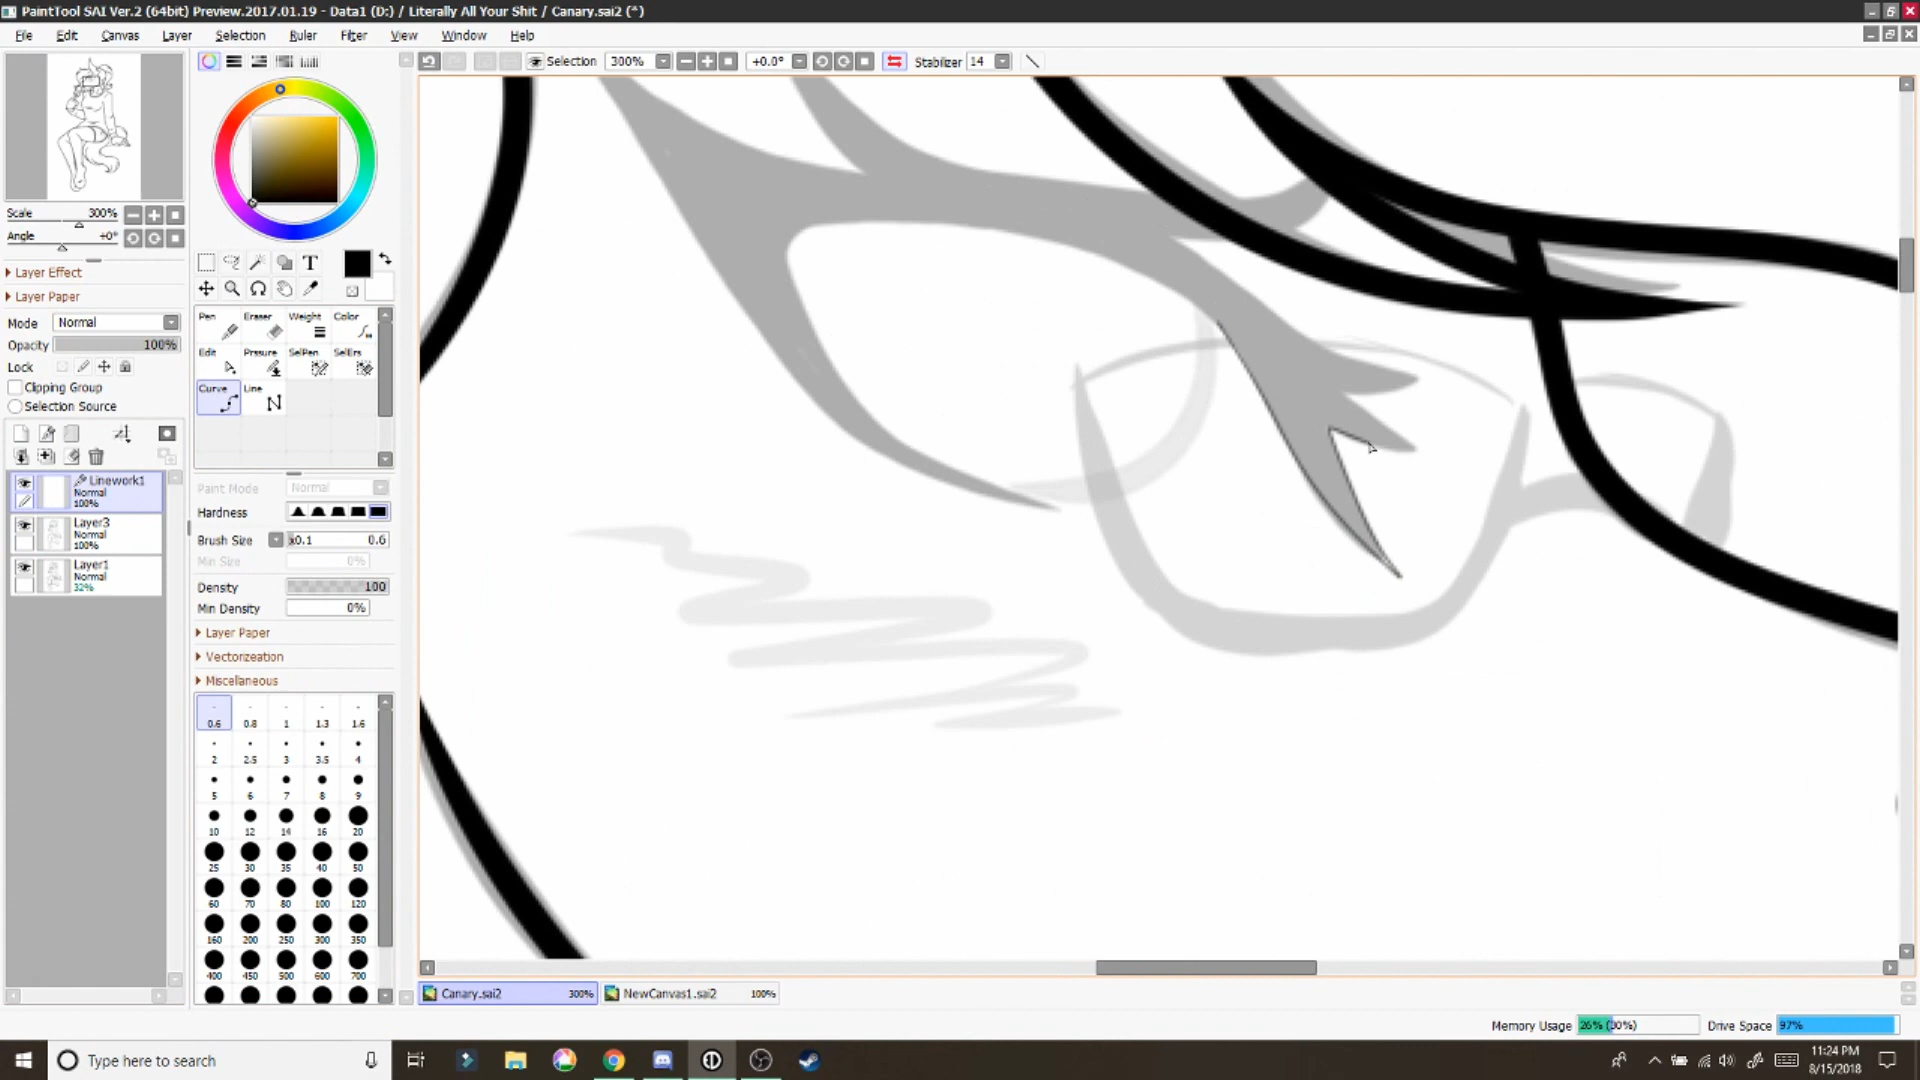 PaintTool SAI Ver.2 (64bit) Preview.2017.01.19 - Data1 (D:) / Literally All Your Shit / Canary.sai2 (*)
File Edit Canvas Layer Selection Ruler Filter View Window Help
Selection 300% +0.0° Stabilizer 14
Scale 300%
Angle +0°
Layer Effect
Layer Paper
Mode Normal
Opacity 100%
Lock
Clipping Group
Selection Source
Linework1
Normal
100%
Layer3
Normal
100%
Layer1
Normal
32%
T
Pen Eraser Weight Color
Edit Prssure SelPen SelErs
Curve Line
Paint Mode Normal
Hardness
Brush Size x0.1 0.6
Min Size 0%
Density 100
Min Density 0%
Layer Paper
Vectorezation
Miscellaneous
0.6 0.8 1 1.3 1.6
2 2.5 3 3.5 4
5 6 7 8 9
10 12 14 16 20
25 30 35 40 50
60 70 80 100 120
160 200 250 300 350
400 450 500 600 700
Canary.sai2 300% NewCanvas1.sai2 100%
Memory Usage 26% (30%) Drive Space 97%
Type here to search
11:24 PM
8/15/2018